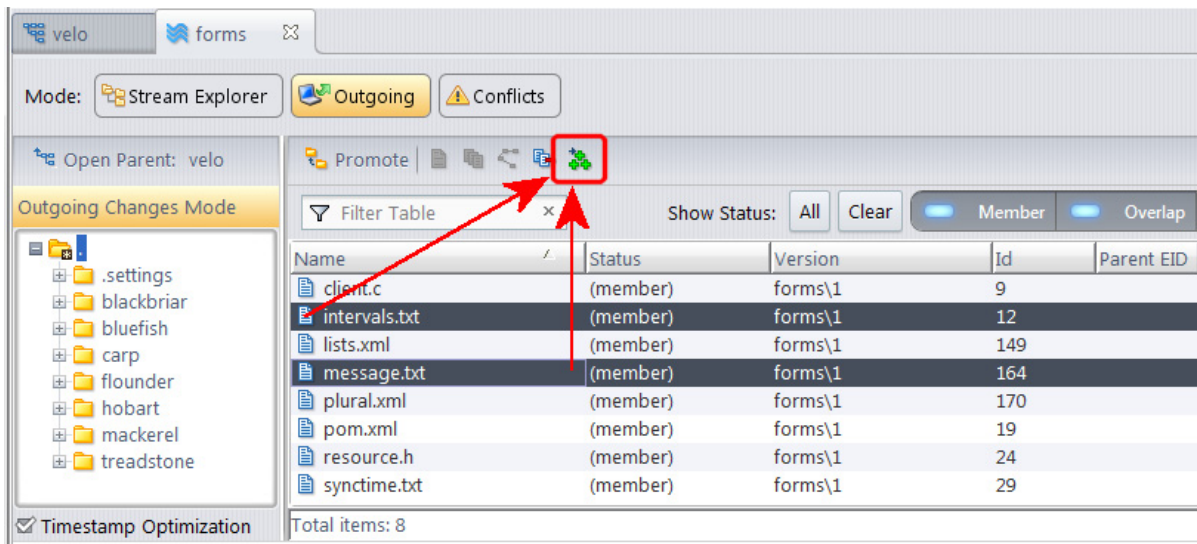 velo forms
Mode: Stream Explorer Outgoing Conflicts
Open Parent: velo Promote
Outgoing Changes Mode Filter Table Show Status: All Clear Member Overlap
.
.settings
blackbriar
bluefish
carp
flounder
hobart
mackerel
treadstone
Name Status Version Id Parent EID
client.c (member) forms\1 9
intervals.txt (member) forms\1 12
lists.xml (member) forms\1 149
message.txt (member) forms\1 164
plural.xml (member) forms\1 170
pom.xml (member) forms\1 19
resource.h (member) forms\1 24
synctime.txt (member) forms\1 29
Timestamp Optimization Total items: 8